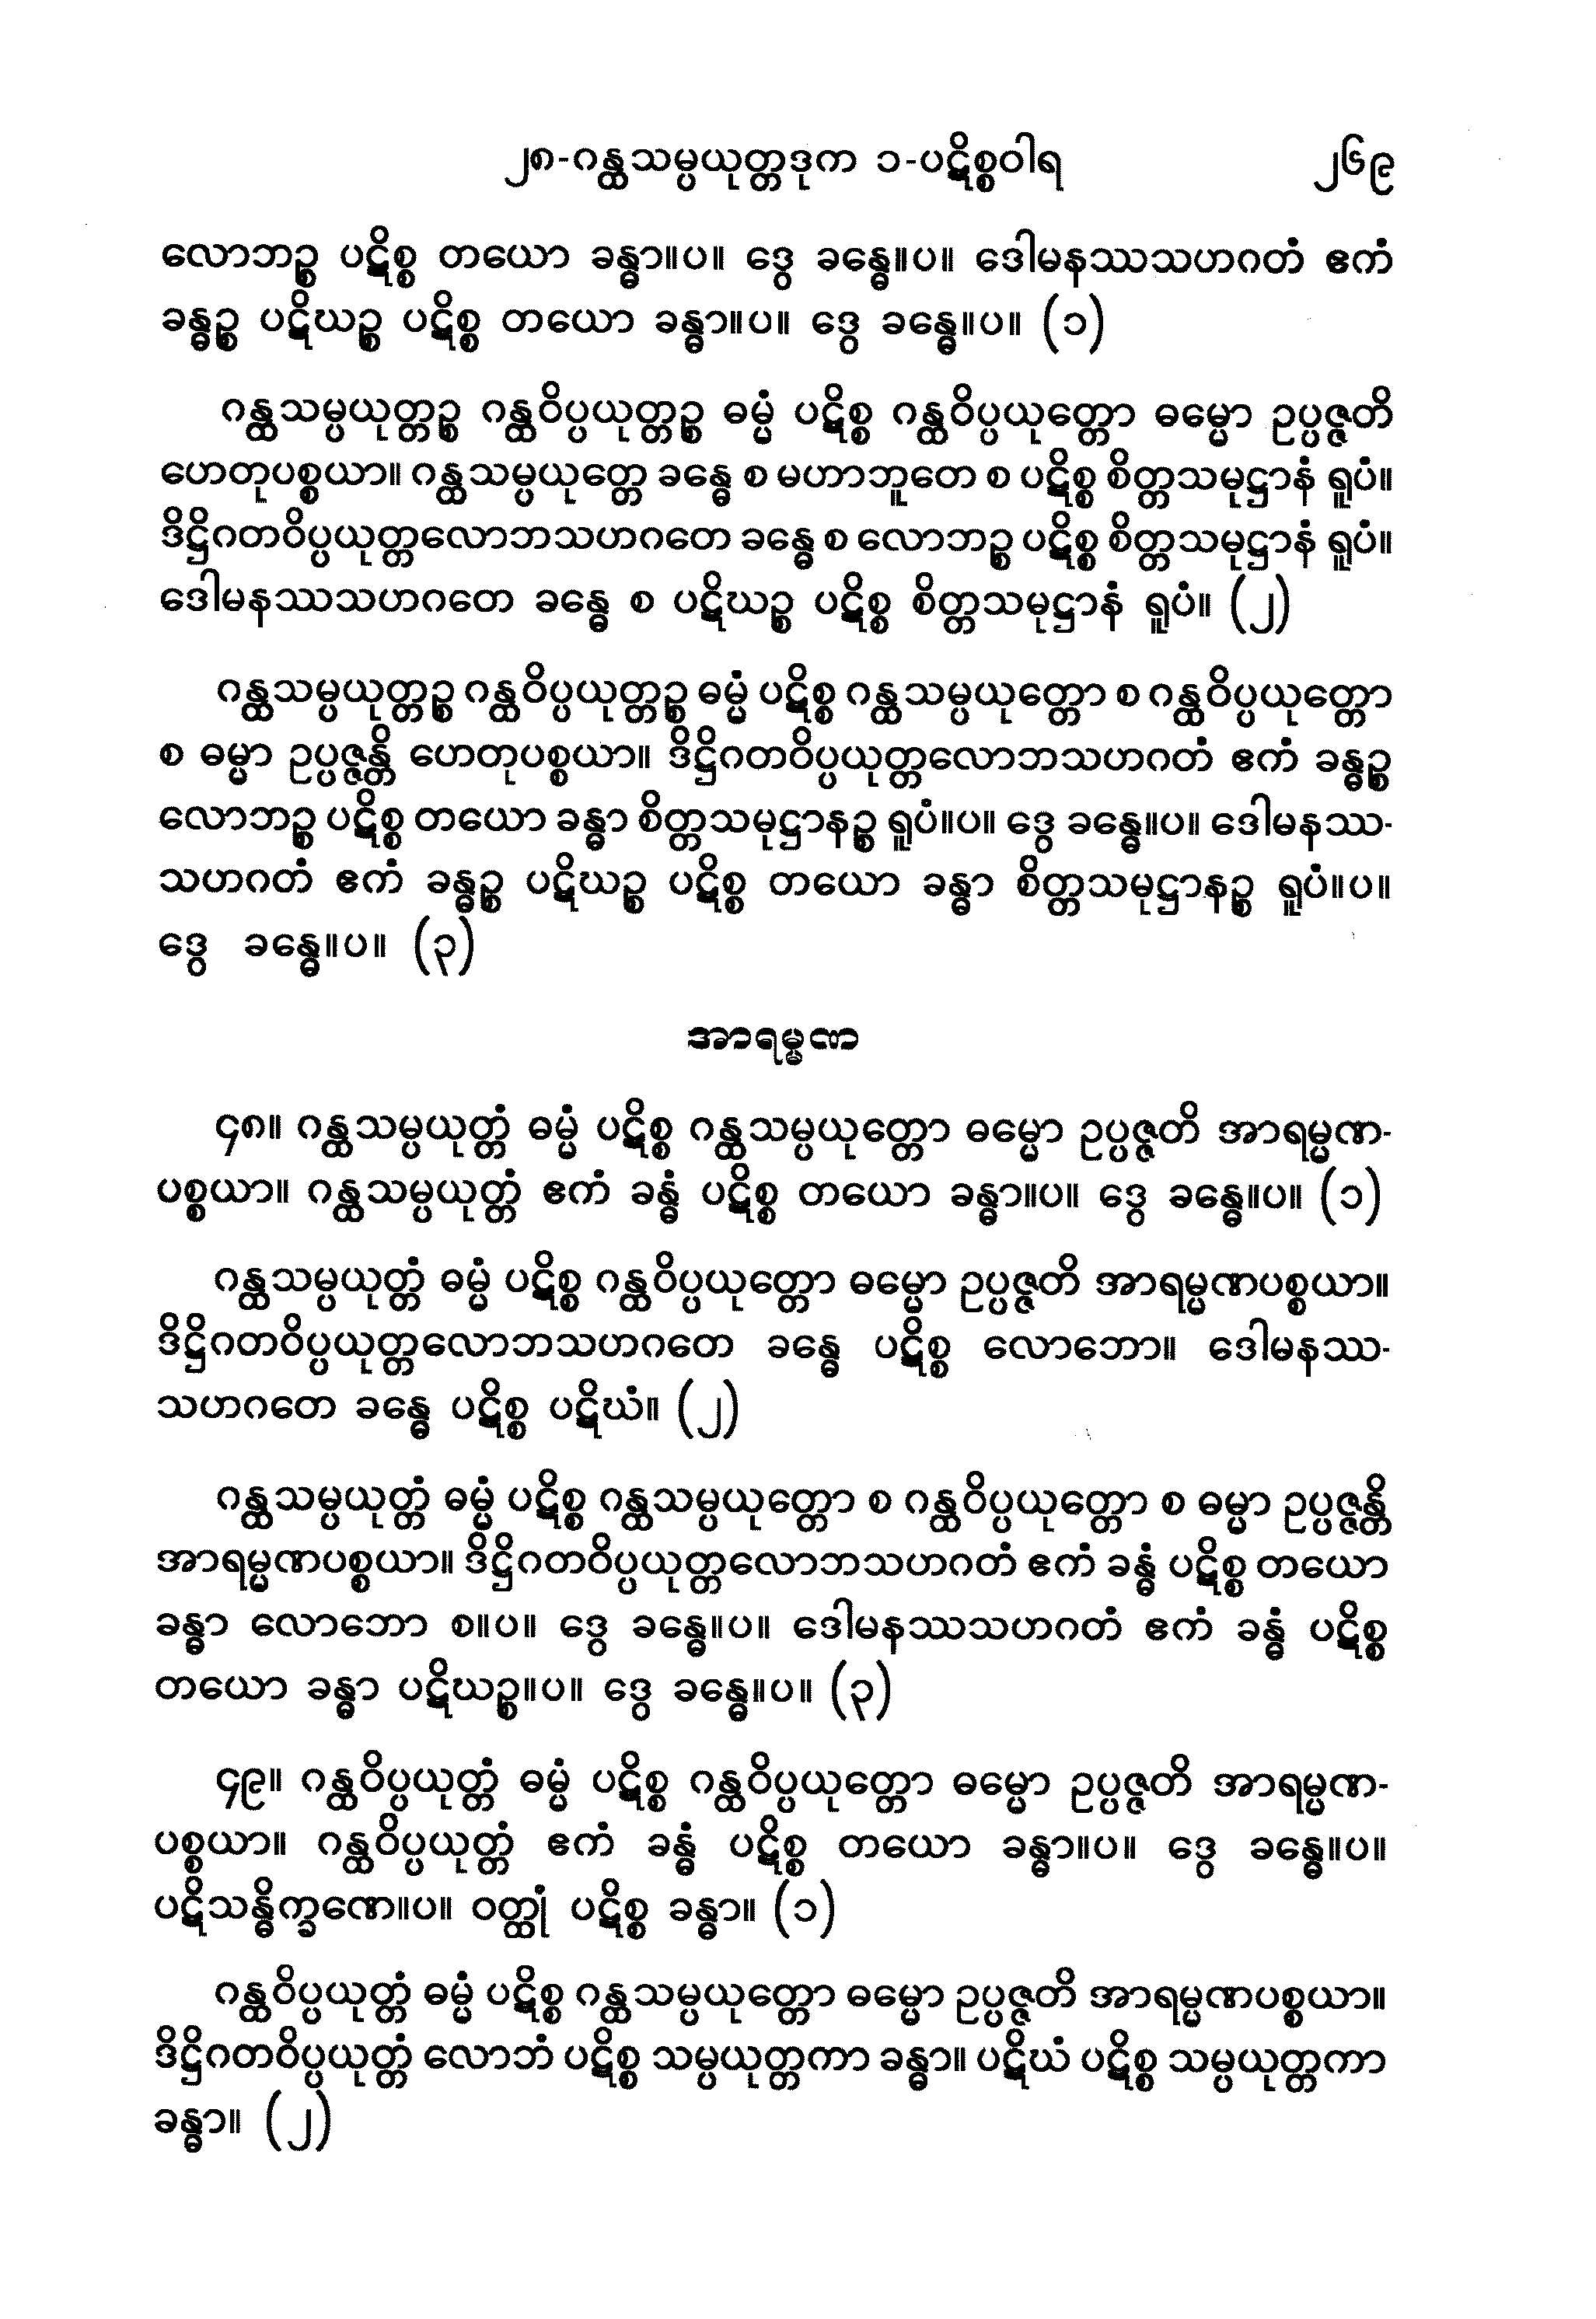 ၂၈-ဂန္ထသမ္ပယုတ္တဒုက ၁-ပဋိစ္စဝါရ ၂၆၉
လောဘဉ္စ ပဋိစ္စ တယော ခန္ဓာ။ပ။ ဒွေ ခန္ဓေ။ပ။ ဒေါမနဿသဟဂတံ ဧကံ
ခန္ဓဉ္စ ပဋိဃဉ္စ ပဋိစ္စ တယော ခန္ဓာ။ပ။ ဒွေ ခန္ဓေ။ပ။ (၁)
ဂန္ထသမ္ပယုတ္တဉ္စ ဂန္ထဝိပ္ပယုတ္တဉ္စ ဓမ္မံ ပဋိစ္စ ဂန္ထဝိပ္ပယုတ္တော ဓမ္မော ဥပ္ပဇ္ဇတိ
ဟေတုပစ္စယာ။ ဂန္ထသမ္ပယုတ္တေ ခန္ဓေ စ မဟာဘူတေ စ ပဋိစ္စ စိတ္တသမုဋ္ဌာနံ ရူပံ။
ဒိဋ္ဌိဂတဝိပ္ပယုတ္တလောဘသဟဂတေ ခန္ဓေ စ လောဘဉ္စ ပဋိစ္စ စိတ္တသမုဋ္ဌာနံ ရူပံ။
ဒေါမနဿသဟဂတေ ခန္ဓေ စ ပဋိဃဉ္စ ပဋိစ္စ စိတ္တသမုဋ္ဌာနံ ရူပံ။ (၂)
ဂန္ထသမ္ပယုတ္တဉ္စ ဂန္ထဝိပ္ပယုတ္တဉ္စ ဓမ္မံ ပဋိစ္စ ဂန္ထသမ္ပယုတ္တော စ ဂန္ထဝိပ္ပယုတ္တော
စ ဓမ္မာ ဥပ္ပဇ္ဇန္တိ ဟေတုပစ္စယာ။ ဒိဋ္ဌိဂတဝိပ္ပယုတ္တလောဘသဟဂတံ ဧကံ ခန္ဓဉ္စ
လောဘဉ္စ ပဋိစ္စ တယော ခန္ဓာ စိတ္တသမုဋ္ဌာနဉ္စ ရူပံ။ပ။ ဒွေ ခန္ဓေ။ပ။ ဒေါမနဿ-
သဟဂတံ ဧကံ ခန္ဓဉ္စ ပဋိဃဉ္စ ပဋိစ္စ တယော ခန္ဓာ စိတ္တသမုဋ္ဌာနဉ္စ ရူပံ။ပ။
ဒွေ ခန္ဓေ။ပ။ (၃)
အာရမ္မဏ
၄၈။ ဂန္ထသမ္ပယုတ္တံ ဓမ္မံ ပဋိစ္စ ဂန္ထသမ္ပယုတ္တော ဓမ္မော ဥပ္ပဇ္ဇတိ အာရမ္မဏ-
ပစ္စယာ။ ဂန္ထသမ္ပယုတ္တံ ဧကံ ခန္ဓံ ပဋိစ္စ တယော ခန္ဓာ။ပ။ ဒွေ ခန္ဓေ။ပ။ (၁)
ဂန္ထသမ္ပယုတ္တံ ဓမ္မံ ပဋိစ္စ ဂန္ထဝိပ္ပယုတ္တော ဓမ္မော ဥပ္ပဇ္ဇတိ အာရမ္မဏပစ္စယာ။
ဒိဋ္ဌိဂတဝိပ္ပယုတ္တလောဘသဟဂတေ ခန္ဓေ ပဋိစ္စ လောဘော။ ဒေါမနဿ-
သဟဂတေ ခန္ဓေ ပဋိစ္စ ပဋိဃံ။ (၂)
ဂန္ထသမ္ပယုတ္တံ ဓမ္မံ ပဋိစ္စ ဂန္ထသမ္ပယုတ္တော စ ဂန္ထဝိပ္ပယုတ္တော စ ဓမ္မာ ဥပ္ပဇ္ဇန္တိ
အာရမ္မဏပစ္စယာ။ ဒိဋ္ဌိဂတဝိပ္ပယုတ္တလောဘသဟဂတံ ဧကံ ခန္ဓံ ပဋိစ္စ တယော
ခန္ဓာ လောဘော စ။ပ။ ဒွေ ခန္ဓေ။ပ။ ဒေါမနဿသဟဂတံ ဧကံ ခန္ဓံ ပဋိစ္စ
တယော ခန္ဓာ ပဋိဃဉ္စ။ပ။ ဒွေ ခန္ဓေ။ပ။ (၃)
၄၉။ ဂန္ထဝိပ္ပယုတ္တံ ဓမ္မံ ပဋိစ္စ ဂန္ထဝိပ္ပယုတ္တော ဓမ္မော ဥပ္ပဇ္ဇတိ အာရမ္မဏ-
ပစ္စယာ။ ဂန္ထဝိပ္ပယုတ္တံ ဧကံ ခန္ဓံ ပဋိစ္စ တယော ခန္ဓာ။ပ။ ဒွေ ခန္ဓေ။ပ။
ပဋိသန္ဓိက္ခဏေ။ပ။ ဝတ္ထုံ ပဋိစ္စ ခန္ဓာ။ (၁)
ဂန္ထဝိပ္ပယုတ္တံ ဓမ္မံ ပဋိစ္စ ဂန္ထသမ္ပယုတ္တော ဓမ္မော ဥပ္ပဇ္ဇတိ အာရမ္မဏပစ္စယာ။
ဒိဋ္ဌိဂတဝိပ္ပယုတ္တံ လောဘံ ပဋိစ္စ သမ္ပယုတ္တကာ ခန္ဓာ။ ပဋိဃံ ပဋိစ္စ သမ္ပယုတ္တကာ
ခန္ဓာ။ (၂)